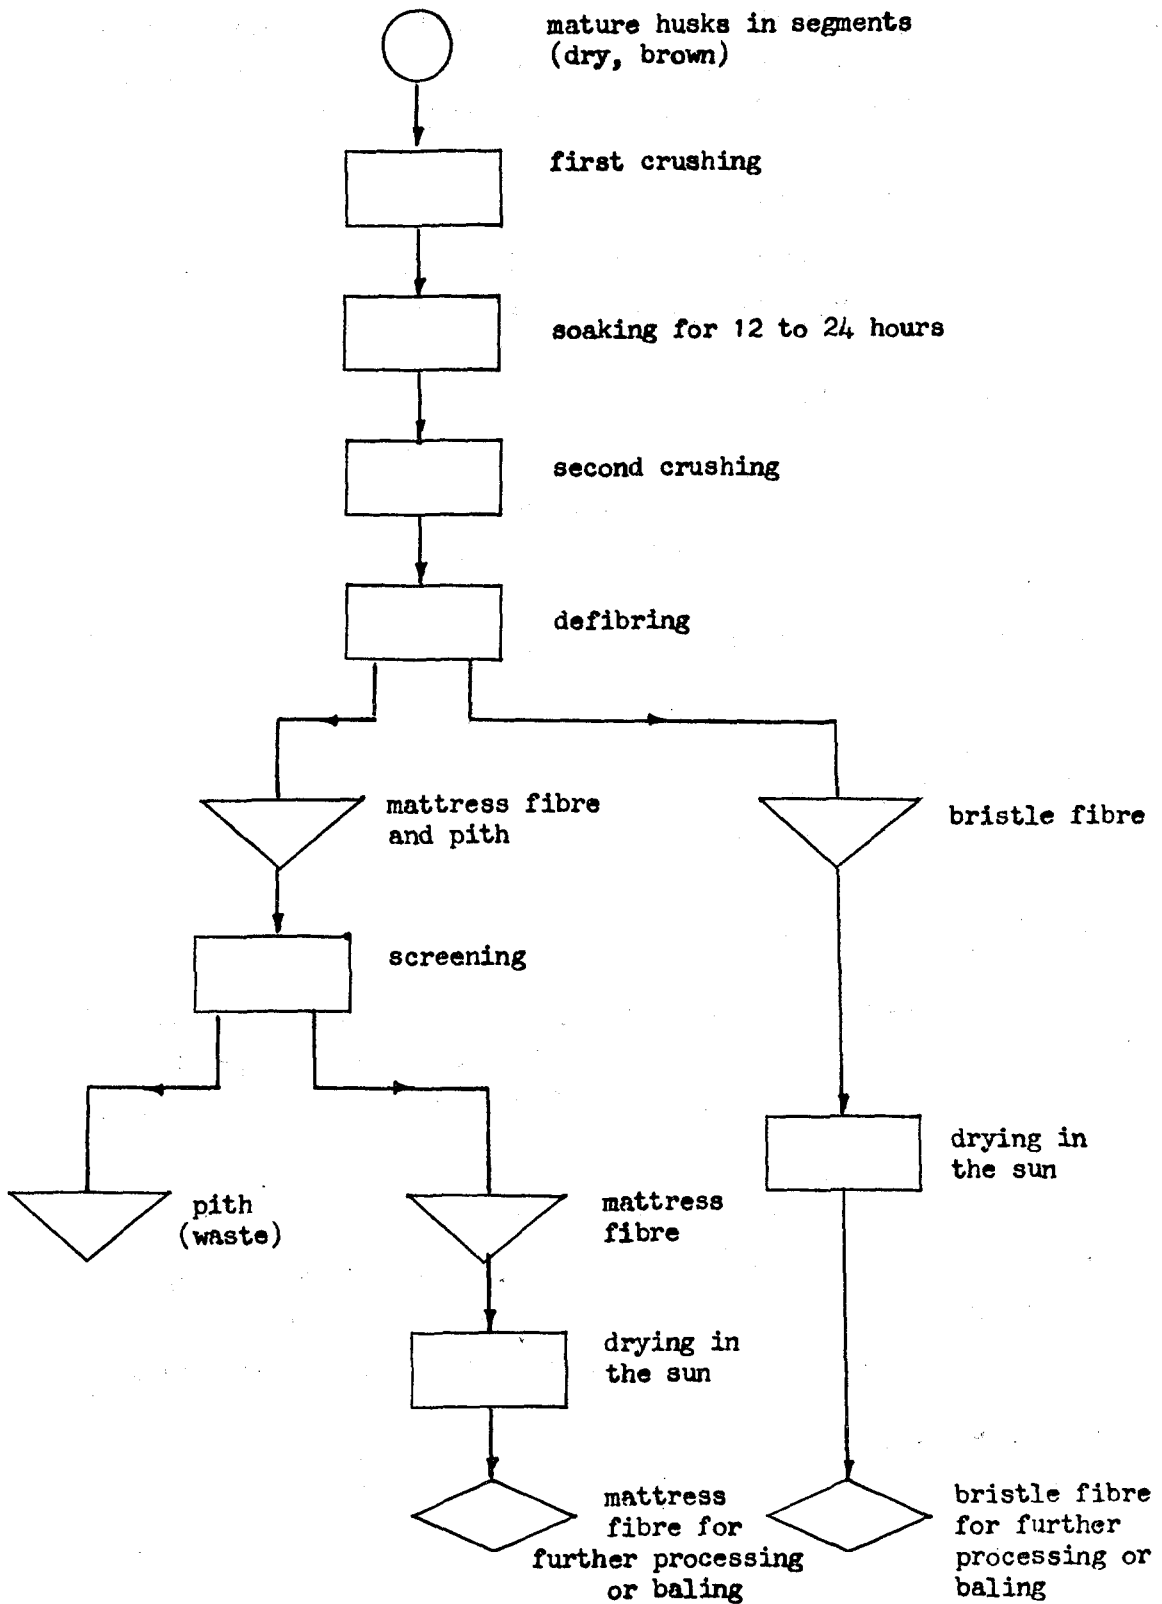 mature husks in segments
(dry, brown)
first crushing
soaking for 12 to 24 hours
second crushing
defibring
mattress fibre
and pith
bristle fibre
screening
drying in
the sun
pith
(waste)
mattress
fibre
drying in
the sun
mattress
fibre for
further processing
or baling
bristle fibre
for further
processing or
baling